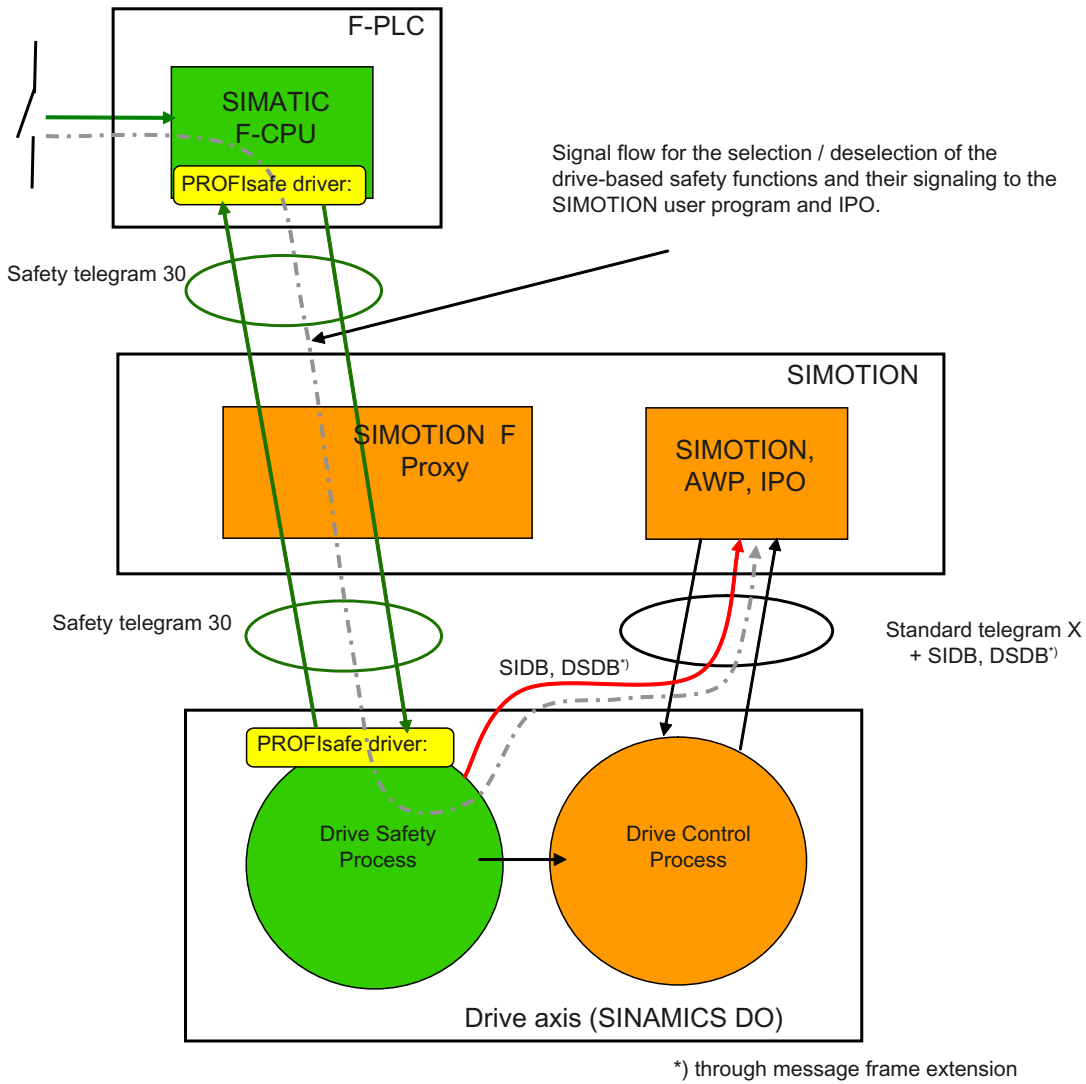 F-PLC
SIMATIC
F-CPU
PROFIsafe driver:
Signal flow for the selection / deselection of the
drive-based safety functions and their signaling to the
SIMOTION user program and IPO.
Safety telegram 30
SIMOTION
SIMOTION F
Proxy
SIMOTION,
AWP, IPO
Safety telegram 30
Standard telegram X
+ SIDB, DSDB*)
SIDB, DSDB*)
PROFIsafe driver:
Drive Safety
Process
Drive Control
Process
Drive axis (SINAMICS DO)
*) through message frame extension